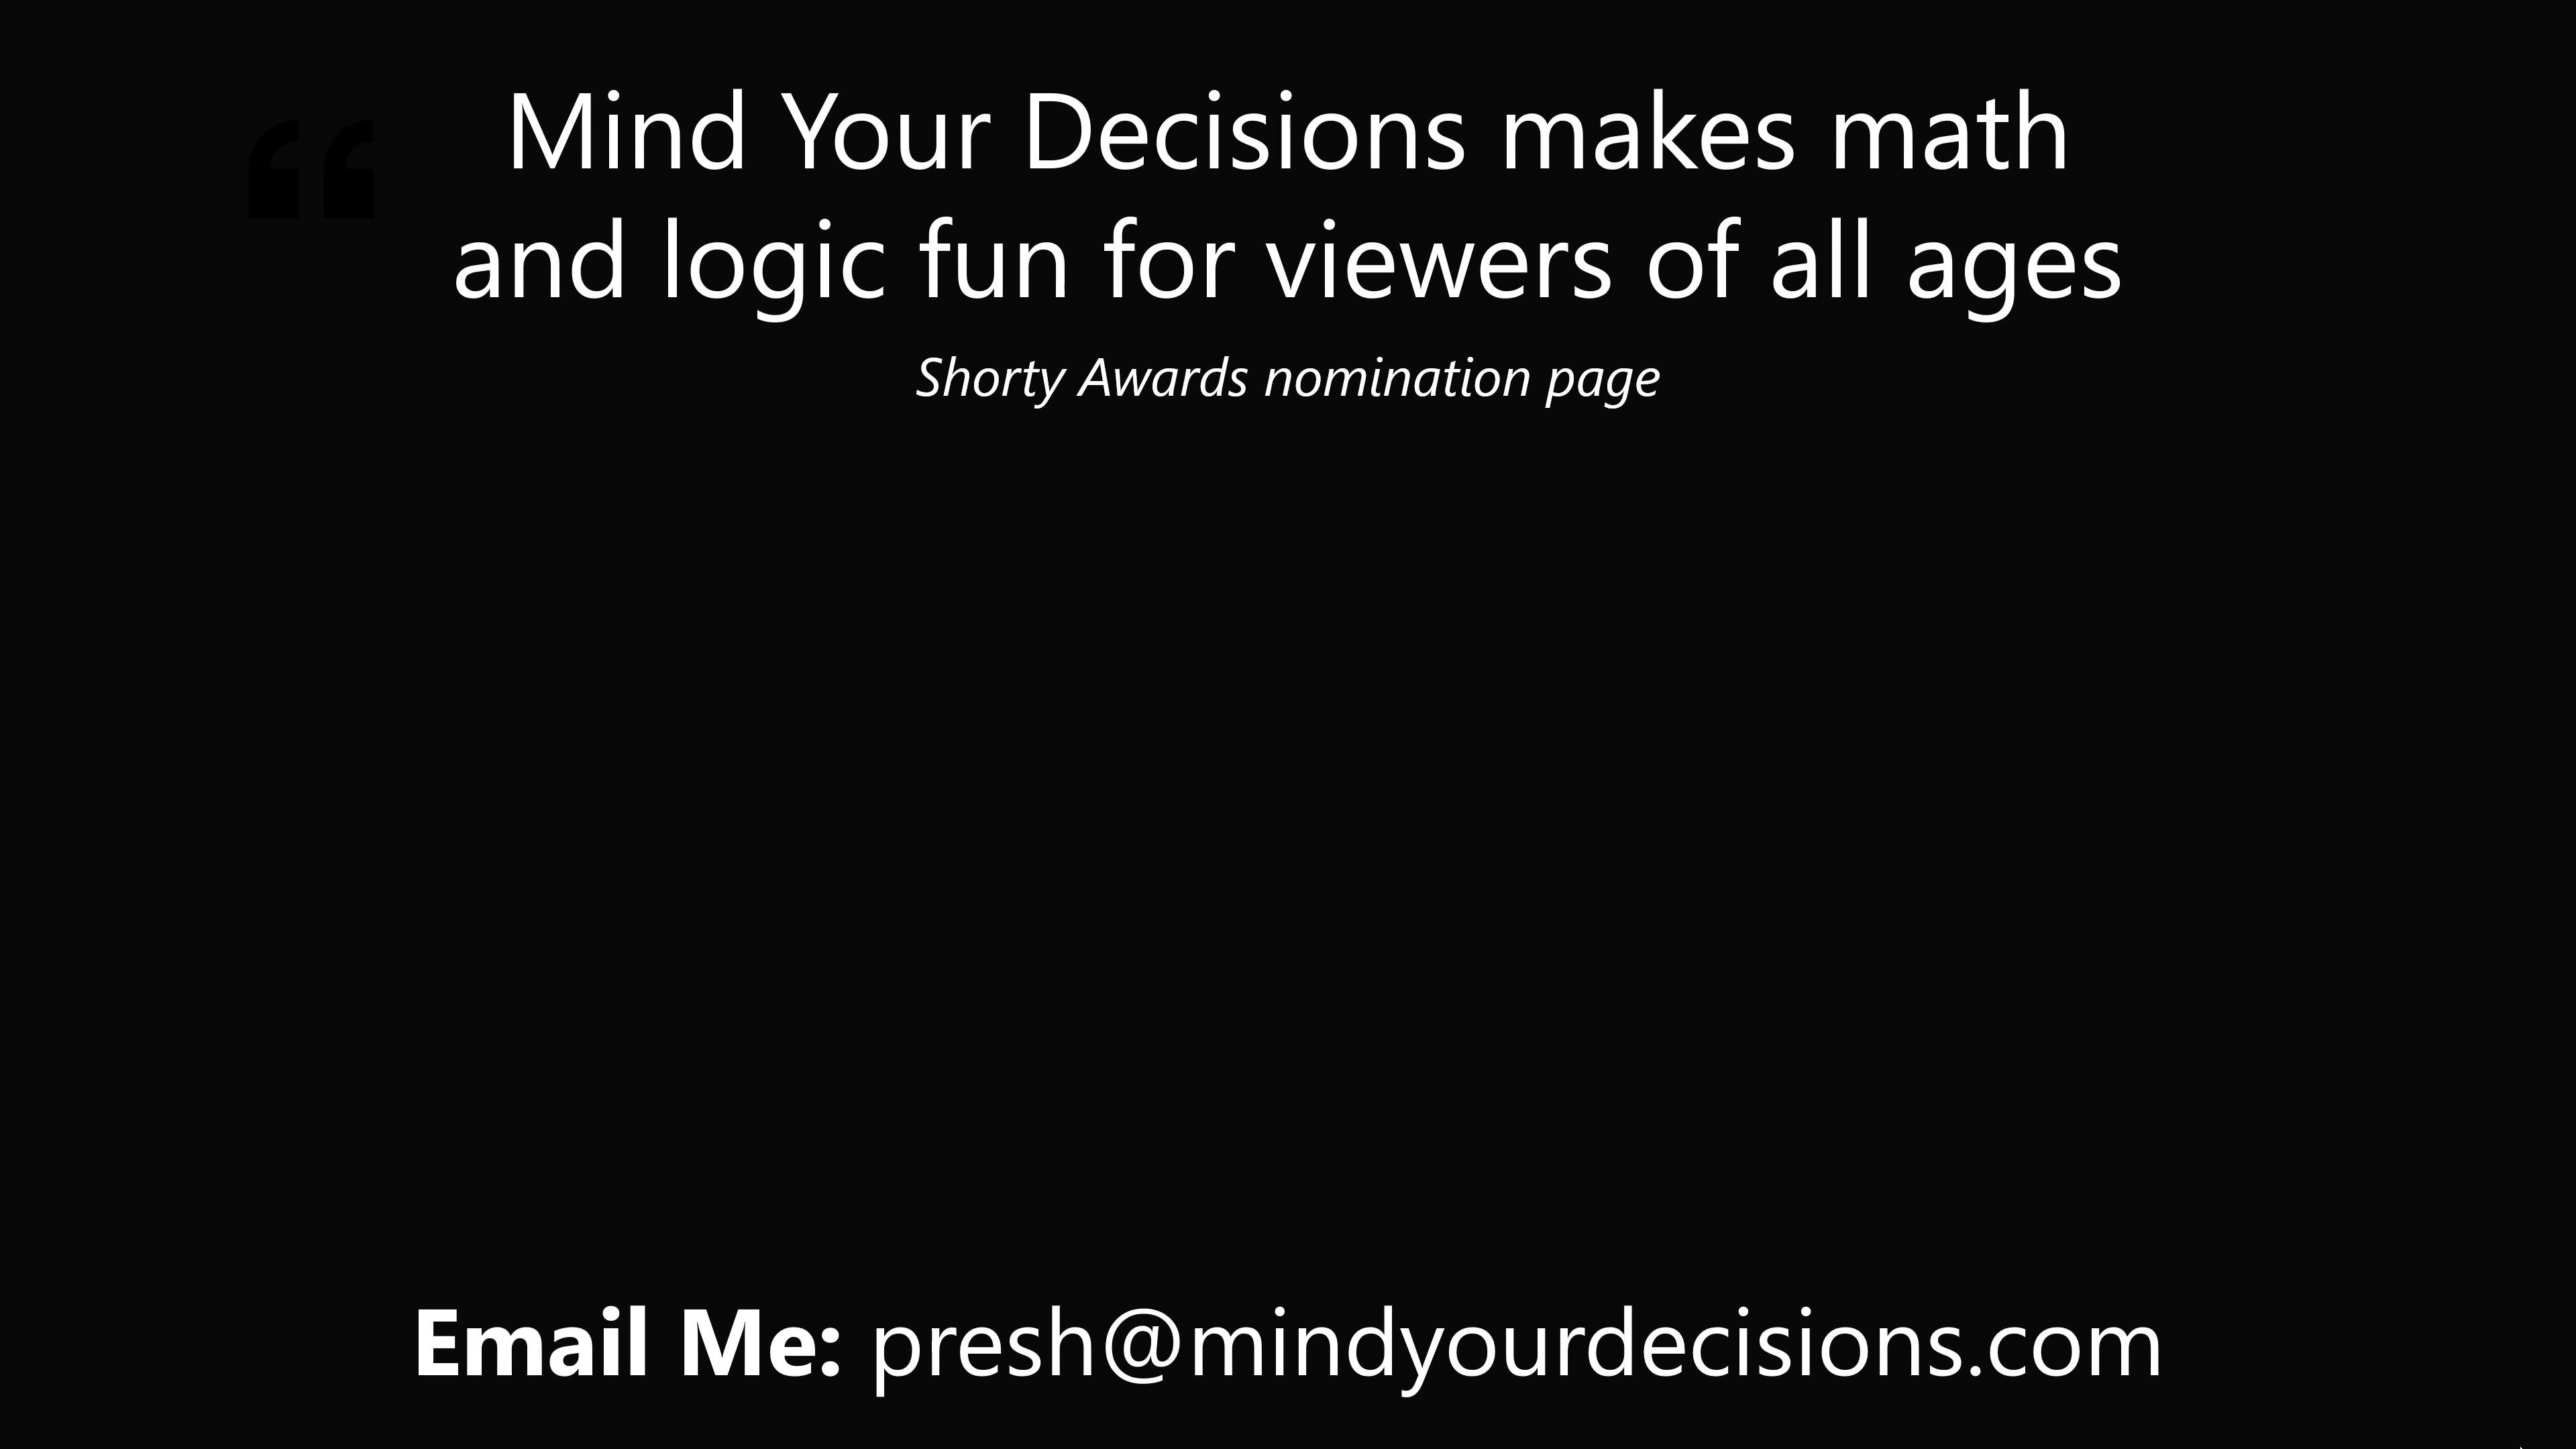 “
Mind Your Decisions makes math
and logic fun for viewers of all ages
Shorty Awards nomination page
Email Me: presh@mindyourdecisions.com